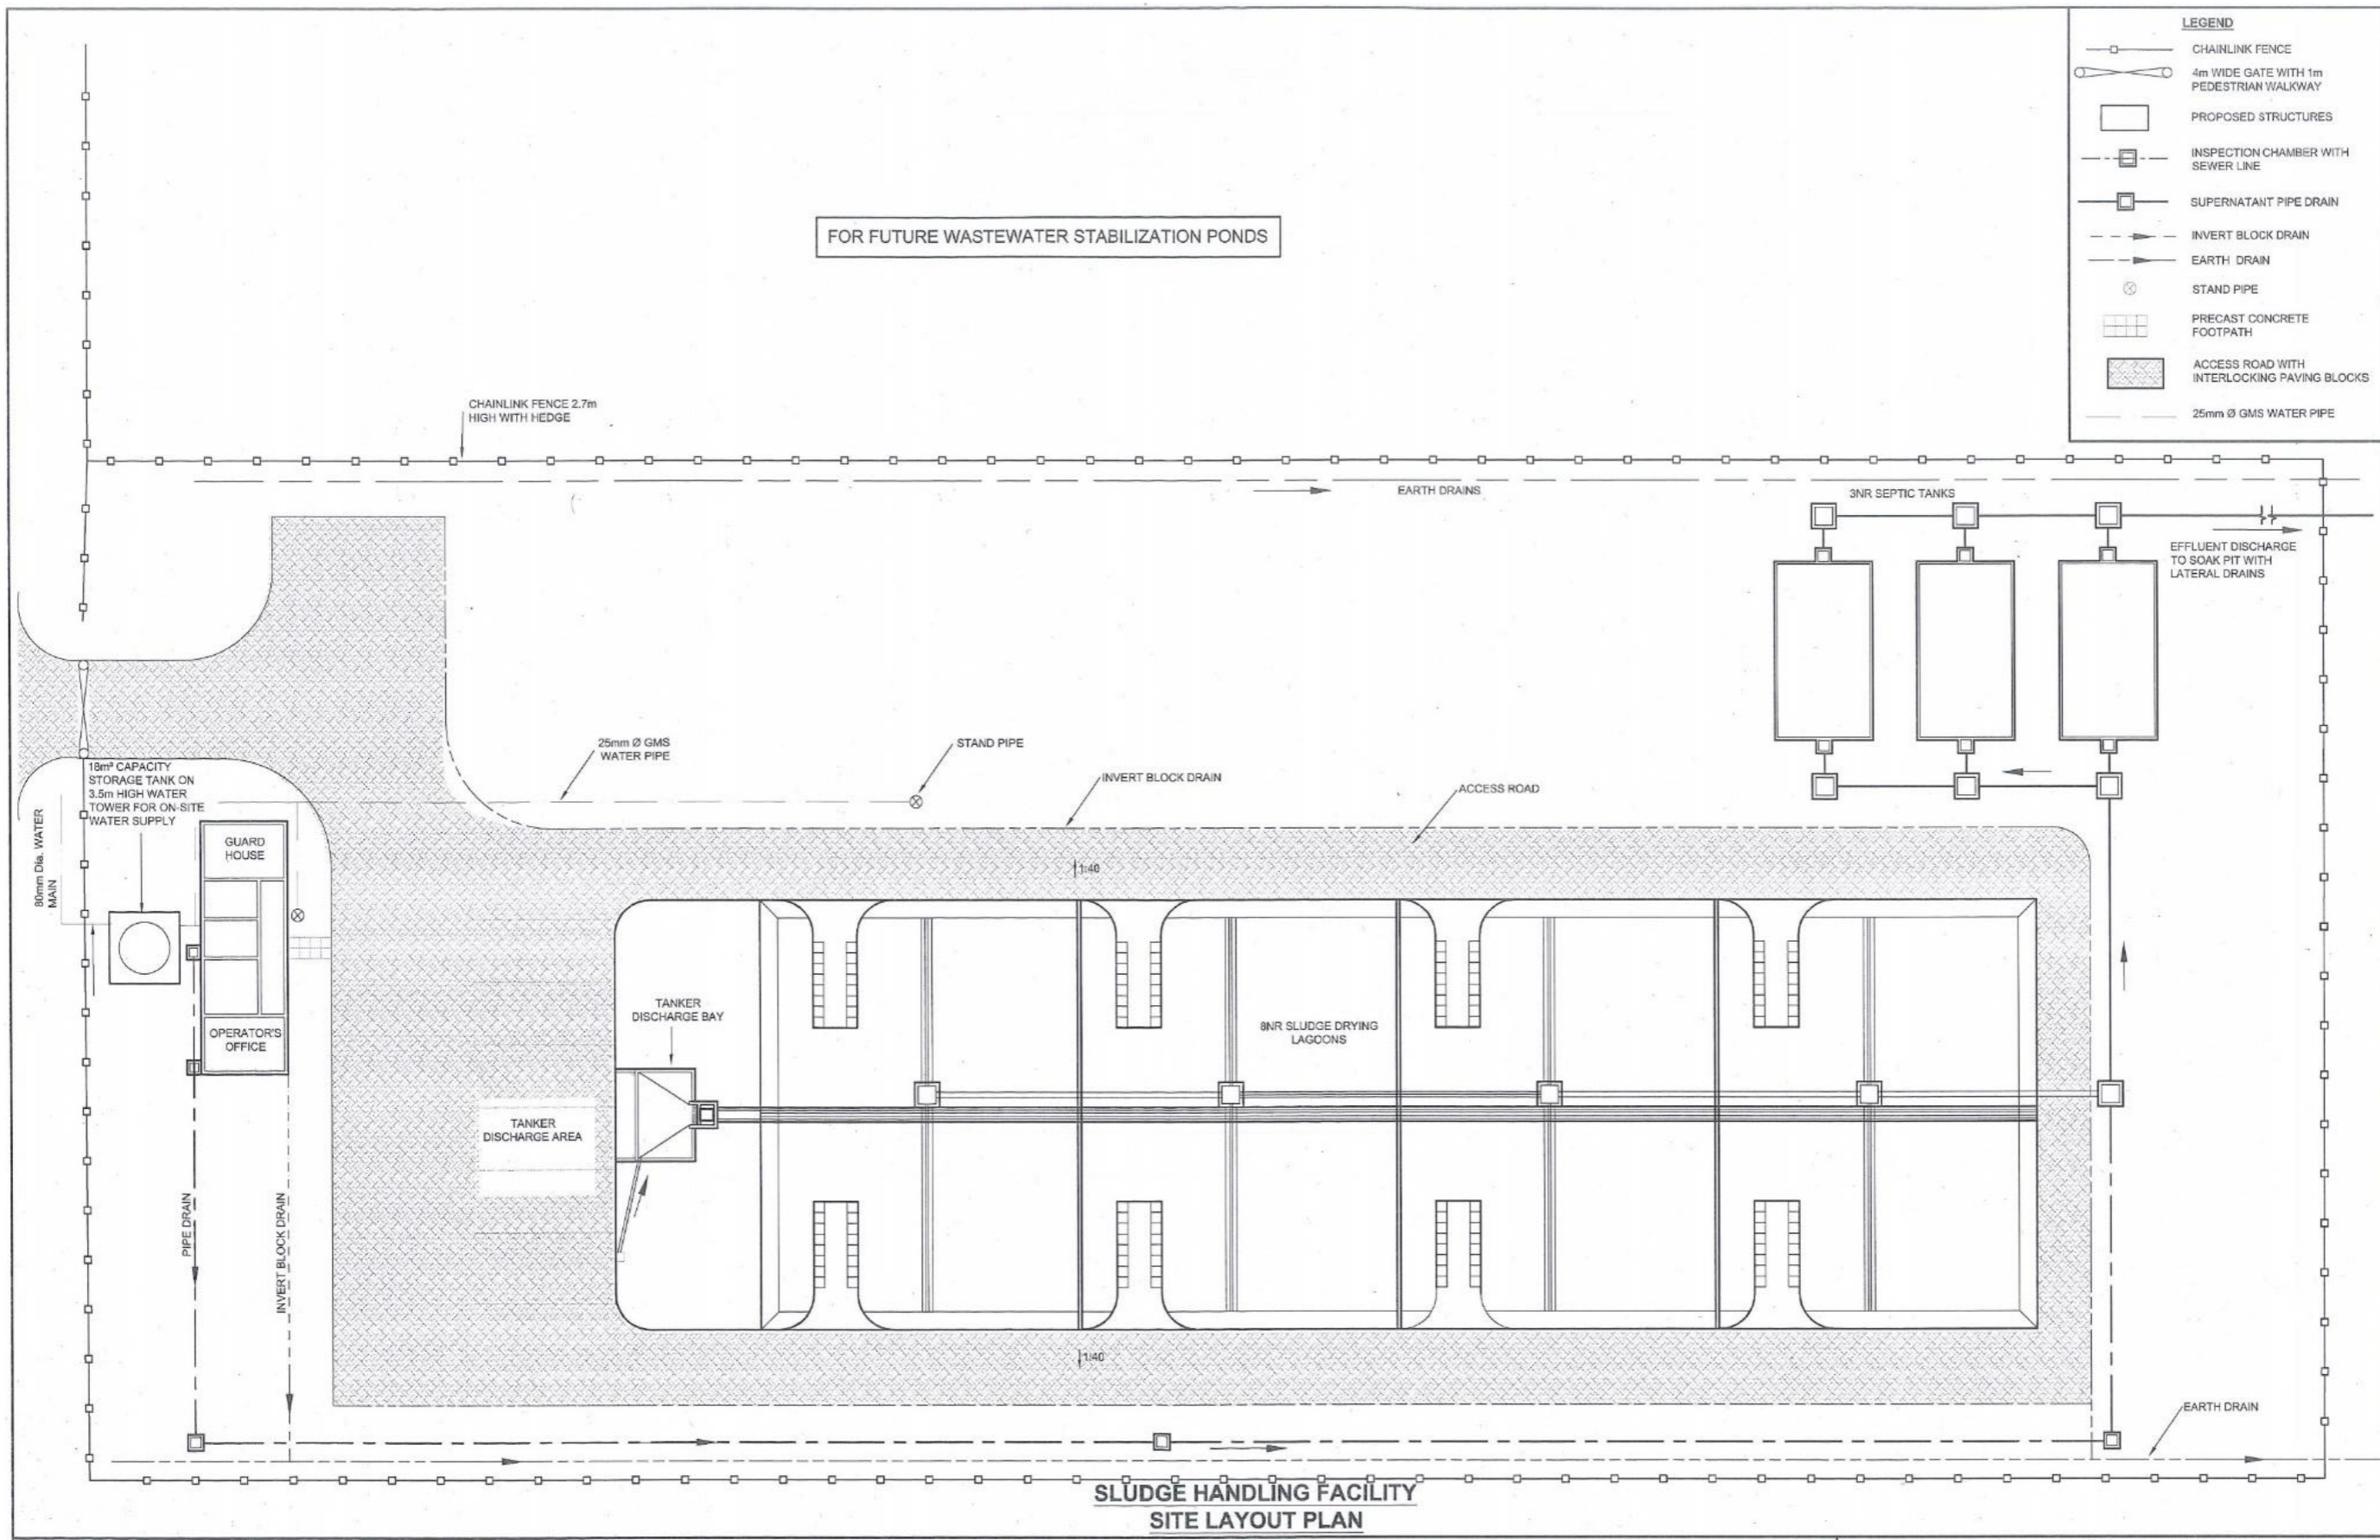 LEGEND
CHAINLINK FENCE
4m WIDE GATE WITH 1m
PEDESTRIAN WALKWAY
PROPOSED STRUCTURES
INSPECTION CHAMBER WITH
SEWER LINE
SUPERNATANT PIPE DRAIN
INVERT BLOCK DRAIN
EARTH DRAIN
STAND PIPE
PRECAST CONCRETE
FOOTPATH
ACCESS ROAD WITH
INTERLOCKING PAVING BLOCKS
25mm Ø GMS WATER PIPE
FOR FUTURE WASTEWATER STABILIZATION PONDS
CHAINLINK FENCE 2.7m
HIGH WITH HEDGE
EARTH DRAINS
3NR SEPTIC TANKS
EFFLUENT DISCHARGE
TO SOAK PIT WITH
LATERAL DRAINS
25mm Ø GMS
WATER PIPE
STAND PIPE
INVERT BLOCK DRAIN
ACCESS ROAD
18m³ CAPACITY
STORAGE TANK ON
3.5m HIGH WATER
TOWER FOR ON-SITE
WATER SUPPLY
80mm Dia. WATER
MAIN
GUARD
HOUSE
1:40
TANKER
DISCHARGE BAY
8NR SLUDGE DRYING
LAGOONS
OPERATOR'S
OFFICE
TANKER
DISCHARGE AREA
PIPE DRAIN
INVERT BLOCK DRAIN
1:40
EARTH DRAIN
SLUDGE HANDLING FACILITY
SITE LAYOUT PLAN